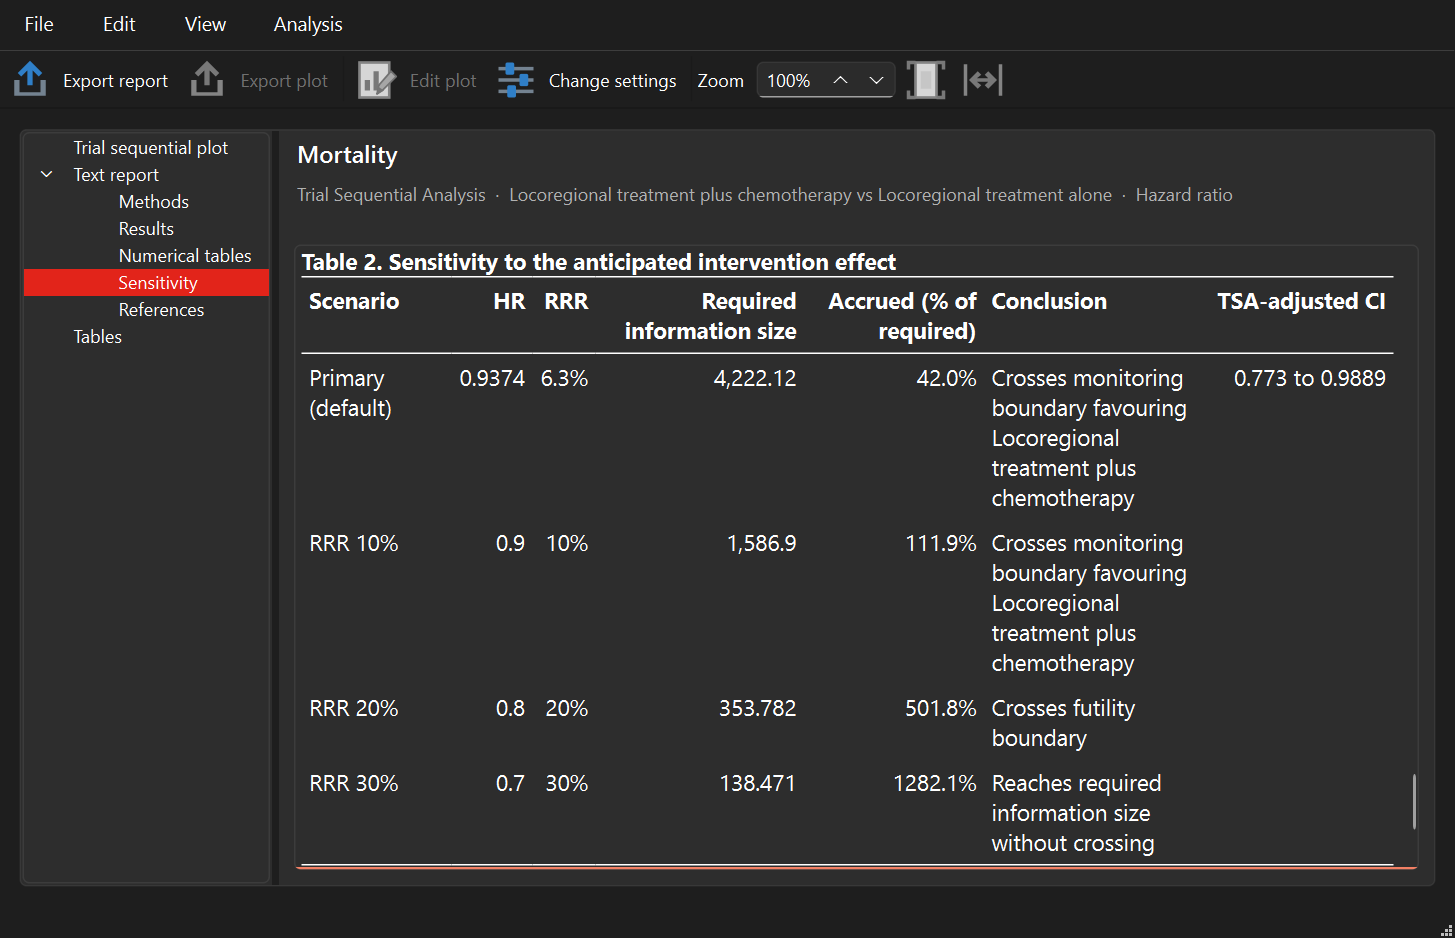 File Edit View Analysis
Export report Export plot Edit plot Change settings Zoom 100%
Trial sequential plot
Text report
Methods
Results
Numerical tables
Sensitivity
References
Tables
Mortality
Trial Sequential Analysis · Locoregional treatment plus chemotherapy vs Locoregional treatment alone · Hazard ratio
Table 2. Sensitivity to the anticipated intervention effect
Scenario HR RRR Required Accrued (% of Conclusion TSA-adjusted CI
information size required)
Primary 0.9374 6.3% 4,222.12 42.0% Crosses monitoring 0.773 to 0.9889
(default) boundary favouring
Locoregional
treatment plus
chemotherapy
RRR 10% 0.9 10% 1,586.9 111.9% Crosses monitoring
boundary favouring
Locoregional
treatment plus
chemotherapy
RRR 20% 0.8 20% 353.782 501.8% Crosses futility
boundary
RRR 30% 0.7 30% 138.471 1282.1% Reaches required
information size
without crossing